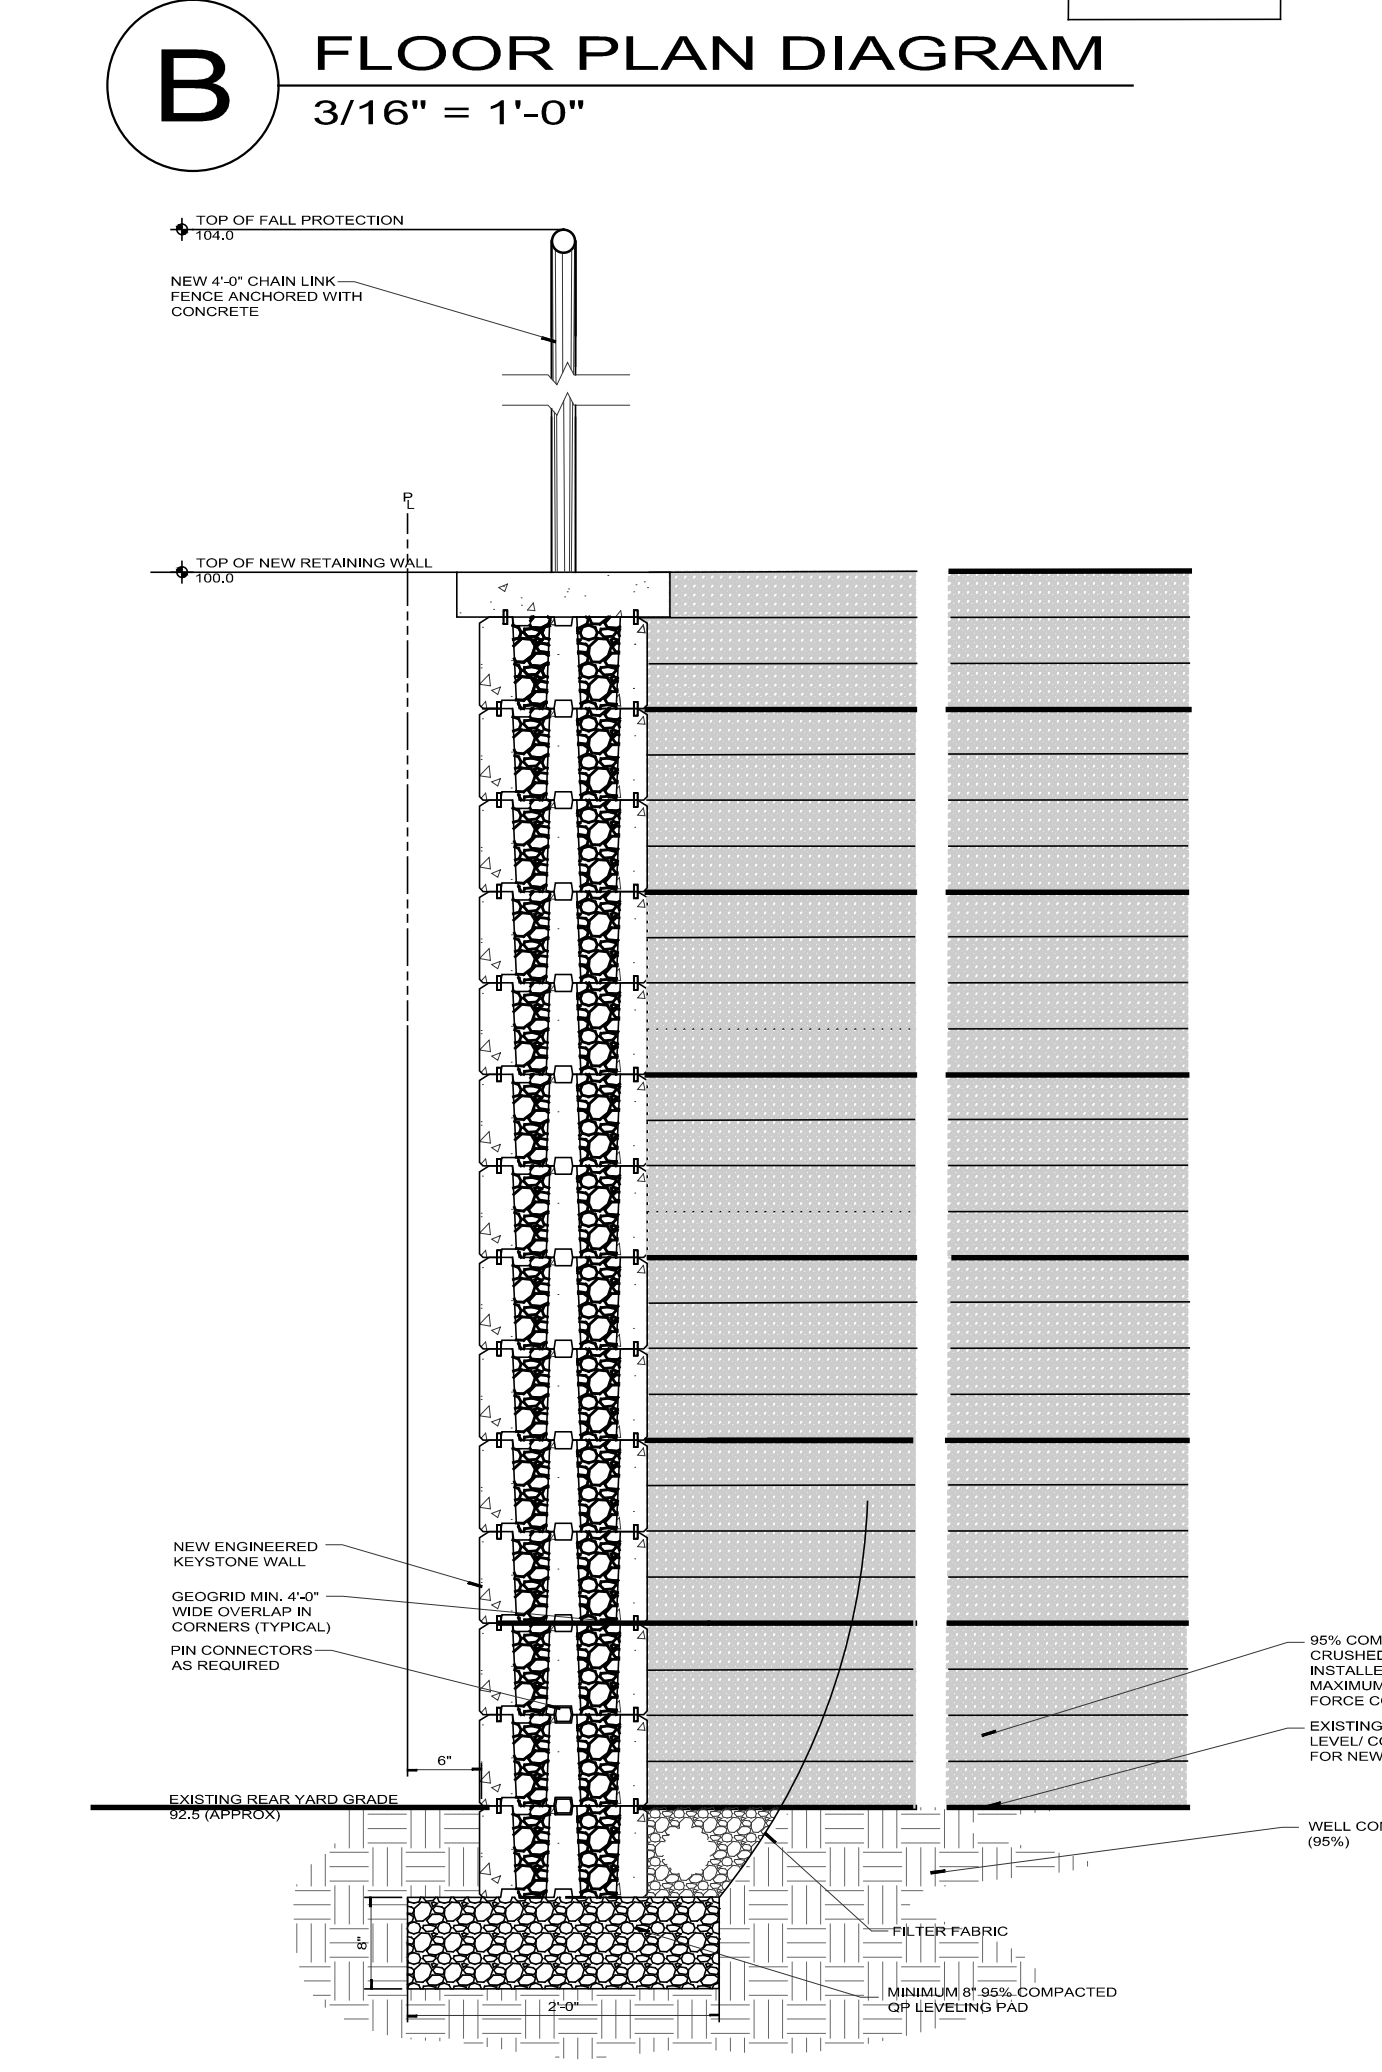 B
FLOOR PLAN DIAGRAM
3/16" = 1'-0"
TOP OF FALL PROTECTION
104.0
NEW 4'-0" CHAIN LINK
FENCE ANCHORED WITH
CONCRETE
PL
TOP OF NEW RETAINING WALL
100.0
NEW ENGINEERED
KEYSTONE WALL
GEOGRID MIN. 4'-0"
WIDE OVERLAP IN
CORNERS (TYPICAL)
PIN CONNECTORS
AS REQUIRED
95% COM
CRUSHED
INSTALLE
MAXIMUM
FORCE CO
EXISTING
LEVEL/ CO
FOR NEW
6"
EXISTING REAR YARD GRADE
92.5 (APPROX)
WELL CO
(95%)
FILTER FABRIC
8"
MINIMUM 8" 95% COMPACTED
QP LEVELING PAD
2'-0"